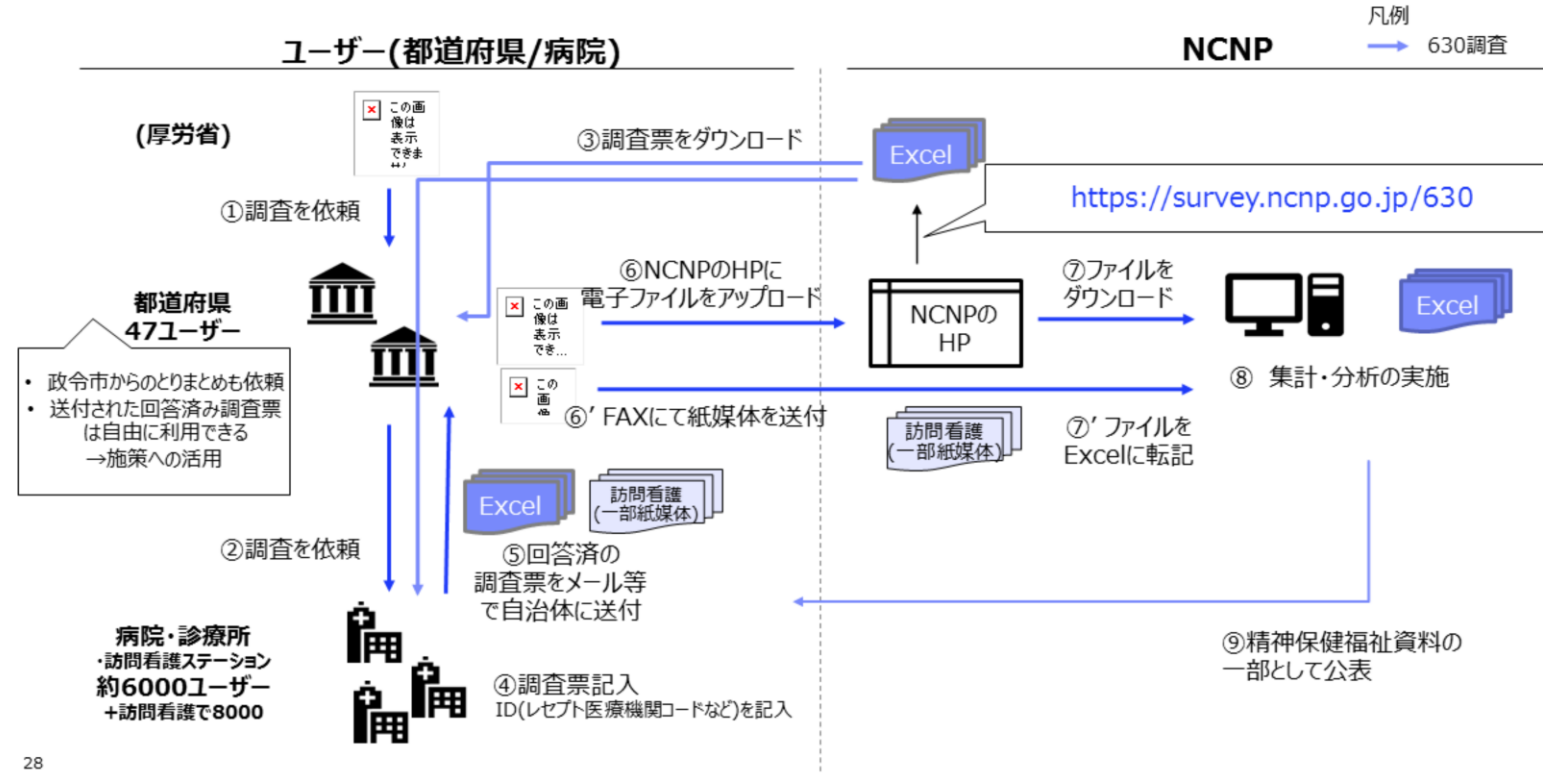 凡例
630調査
ユーザー(都道府県/病院)
NCNP
(厚労省)
この画
像は
表示
できま
①調査を依頼
③調査票をダウンロード
Excel
https://survey.ncnp.go.jp/630
都道府県
47ユーザー
・ 政令市からのとりまとめも依頼
・ 送付された回答済み調査票
は自由に利用できる
→施策への活用
⑥NCNPのHPに
電子ファイルをアップロード
この画
像は
表示
でき...
NCNPの
HP
⑦ファイルを
ダウンロード
Excel
⑧ 集計・分析の実施
この
画
⑥’ FAXにて紙媒体を送付
訪問看護
(一部紙媒体)
⑦’ ファイルを
Excelに転記
Excel
訪問看護
(一部紙媒体)
②調査を依頼
⑤回答済の
調査票をメール等
で自治体に送付
病院・診療所
・訪問看護ステーション
約6000ユーザー
+訪問看護で8000
④調査票記入
ID(レセプト医療機関コードなど)を記入
⑨精神保健福祉資料の
一部として公表
28